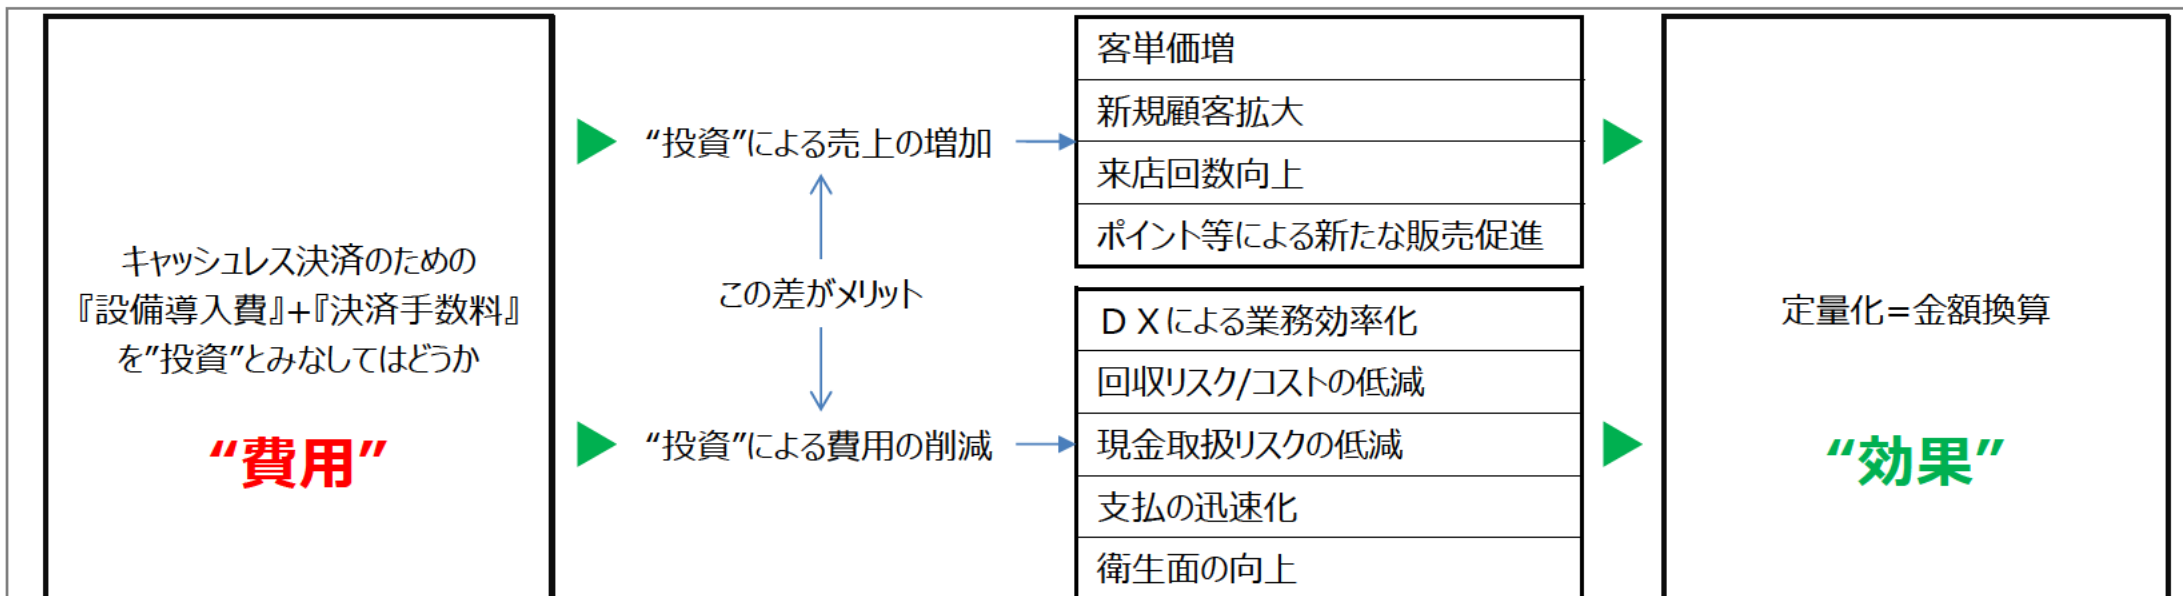 キャッシュレス決済のための
『設備導入費』+『決済手数料』
を”投資”とみなしてはどうか
“費用”
“投資”による売上の増加
この差がメリット
“投資”による費用の削減
客単価増
新規顧客拡大
来店回数向上
ポイント等による新たな販売促進
ＤＸによる業務効率化
回収リスク/コストの低減
現金取扱リスクの低減
支払の迅速化
衛生面の向上
定量化=金額換算
“効果”